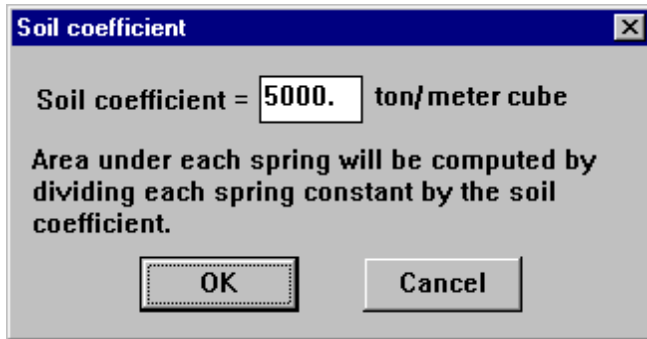 Soil coefficient
Soil coefficient = 5000. ton/meter cube
Area under each spring will be computed by
dividing each spring constant by the soil
coefficient.
OK Cancel